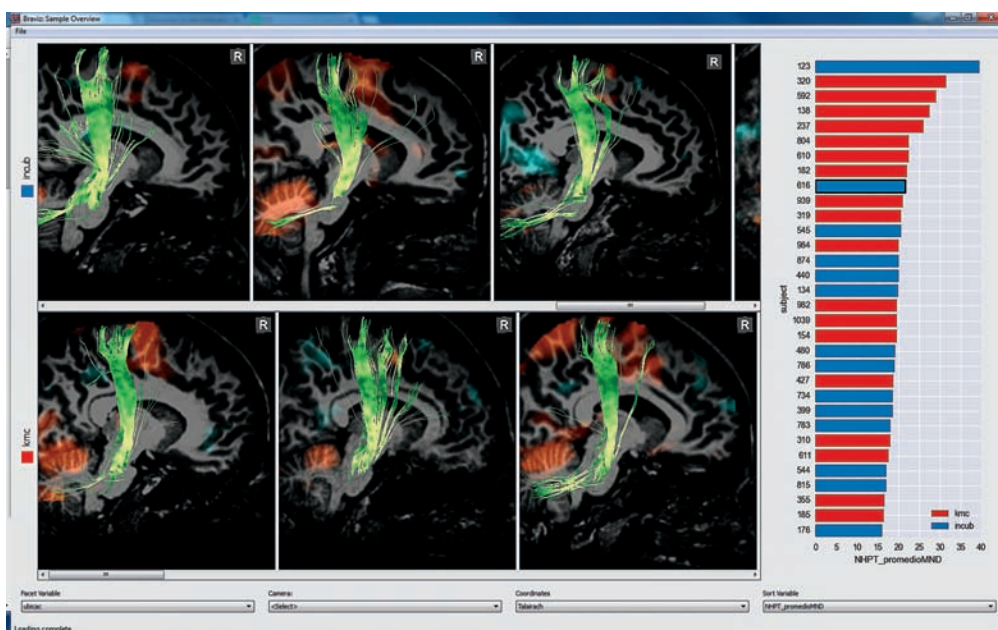 Braviz: Sample Overview
File
R
R
R
incub
R
R
R
kmc
123
320
592
138
237
804
610
182
616
939
319
545
984
874
440
134
982
1039
154
480
786
427
734
399
783
310
611
544
815
355
185
176
subject
kmc
incub
0 5 10 15 20 25 30 35 40
NHPT_promedioMND
Facet Variable
Camera:
Coordinates
Sort Variable
ubicac
<Select>
Talairach
NHPT_promedioMND
Loading complete